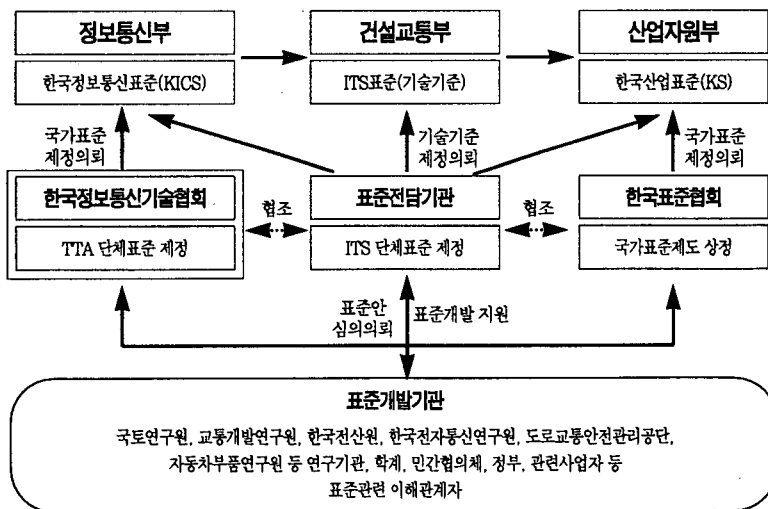 정보통신부
건설교통부
산업자원부
한국정보통신표준(KICS)
ITS표준(기술기준)
한국산업표준(KS)
국가표준
제정의뢰
기술기준
제정의뢰
국가표준
제정의뢰
한국정보통신기술협회
표준전담기관
한국표준협회
협조
협조
TTA 단체표준 제정
ITS 단체표준 제정
국가표준제도 상정
표준안
심의의뢰
표준개발 지원
표준개발기관
국토연구원, 교통개발연구원, 한국전산원, 한국전자통신연구원, 도로교통안전관리공단,
자동차부품연구원 등 연구기관, 학계, 민간협의체, 정부, 관련사업자 등
표준관련 이해관계자